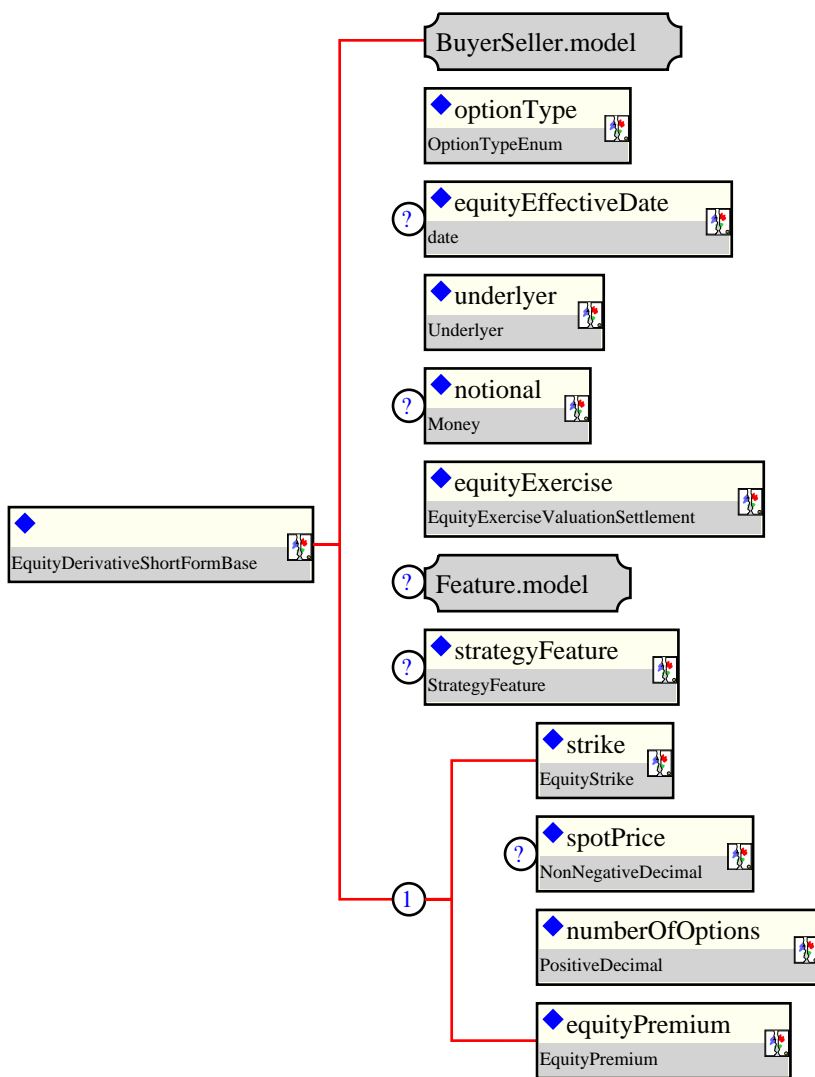 BuyerSeller.model
optionType
OptionTypeEnum
?
equityEffectiveDate
date
underlyer
Underlyer
?
notional
Money
equityExercise
EquityExerciseValuationSettlement
EquityDerivativeShortFormBase
?
Feature.model
?
strategyFeature
StrategyFeature
strike
EquityStrike
?
spotPrice
NonNegativeDecimal
1
numberOfOptions
PositiveDecimal
equityPremium
EquityPremium